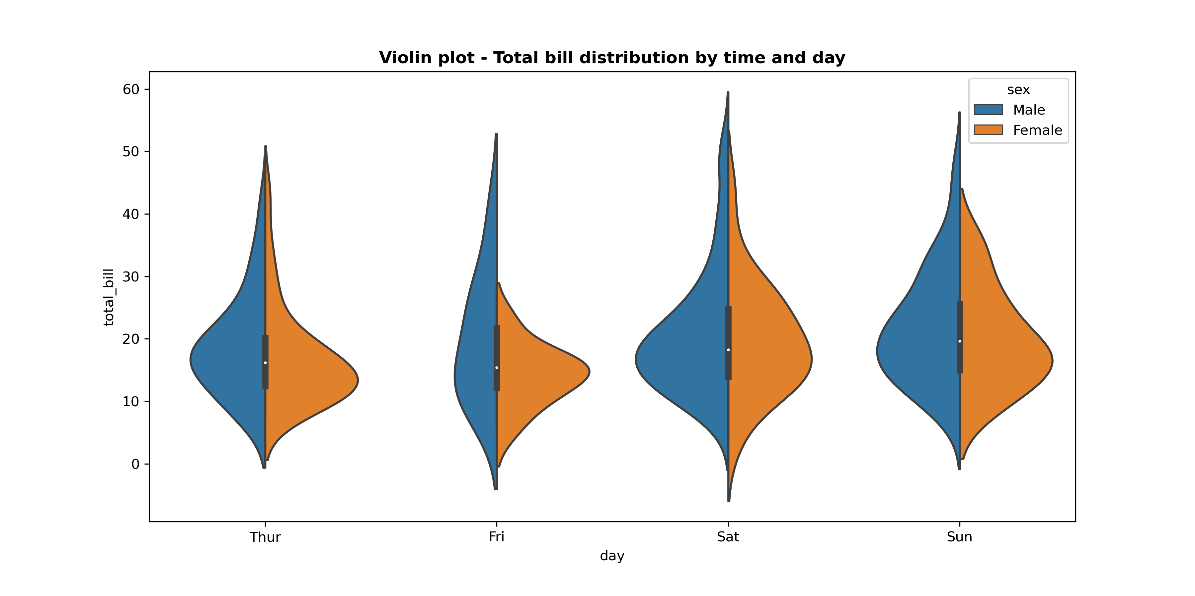 Violin plot - Total bill distribution by time and day
sex
Male
Female
60
50
40
30
20
10
0
total_bill
Thur Fri Sat Sun
day